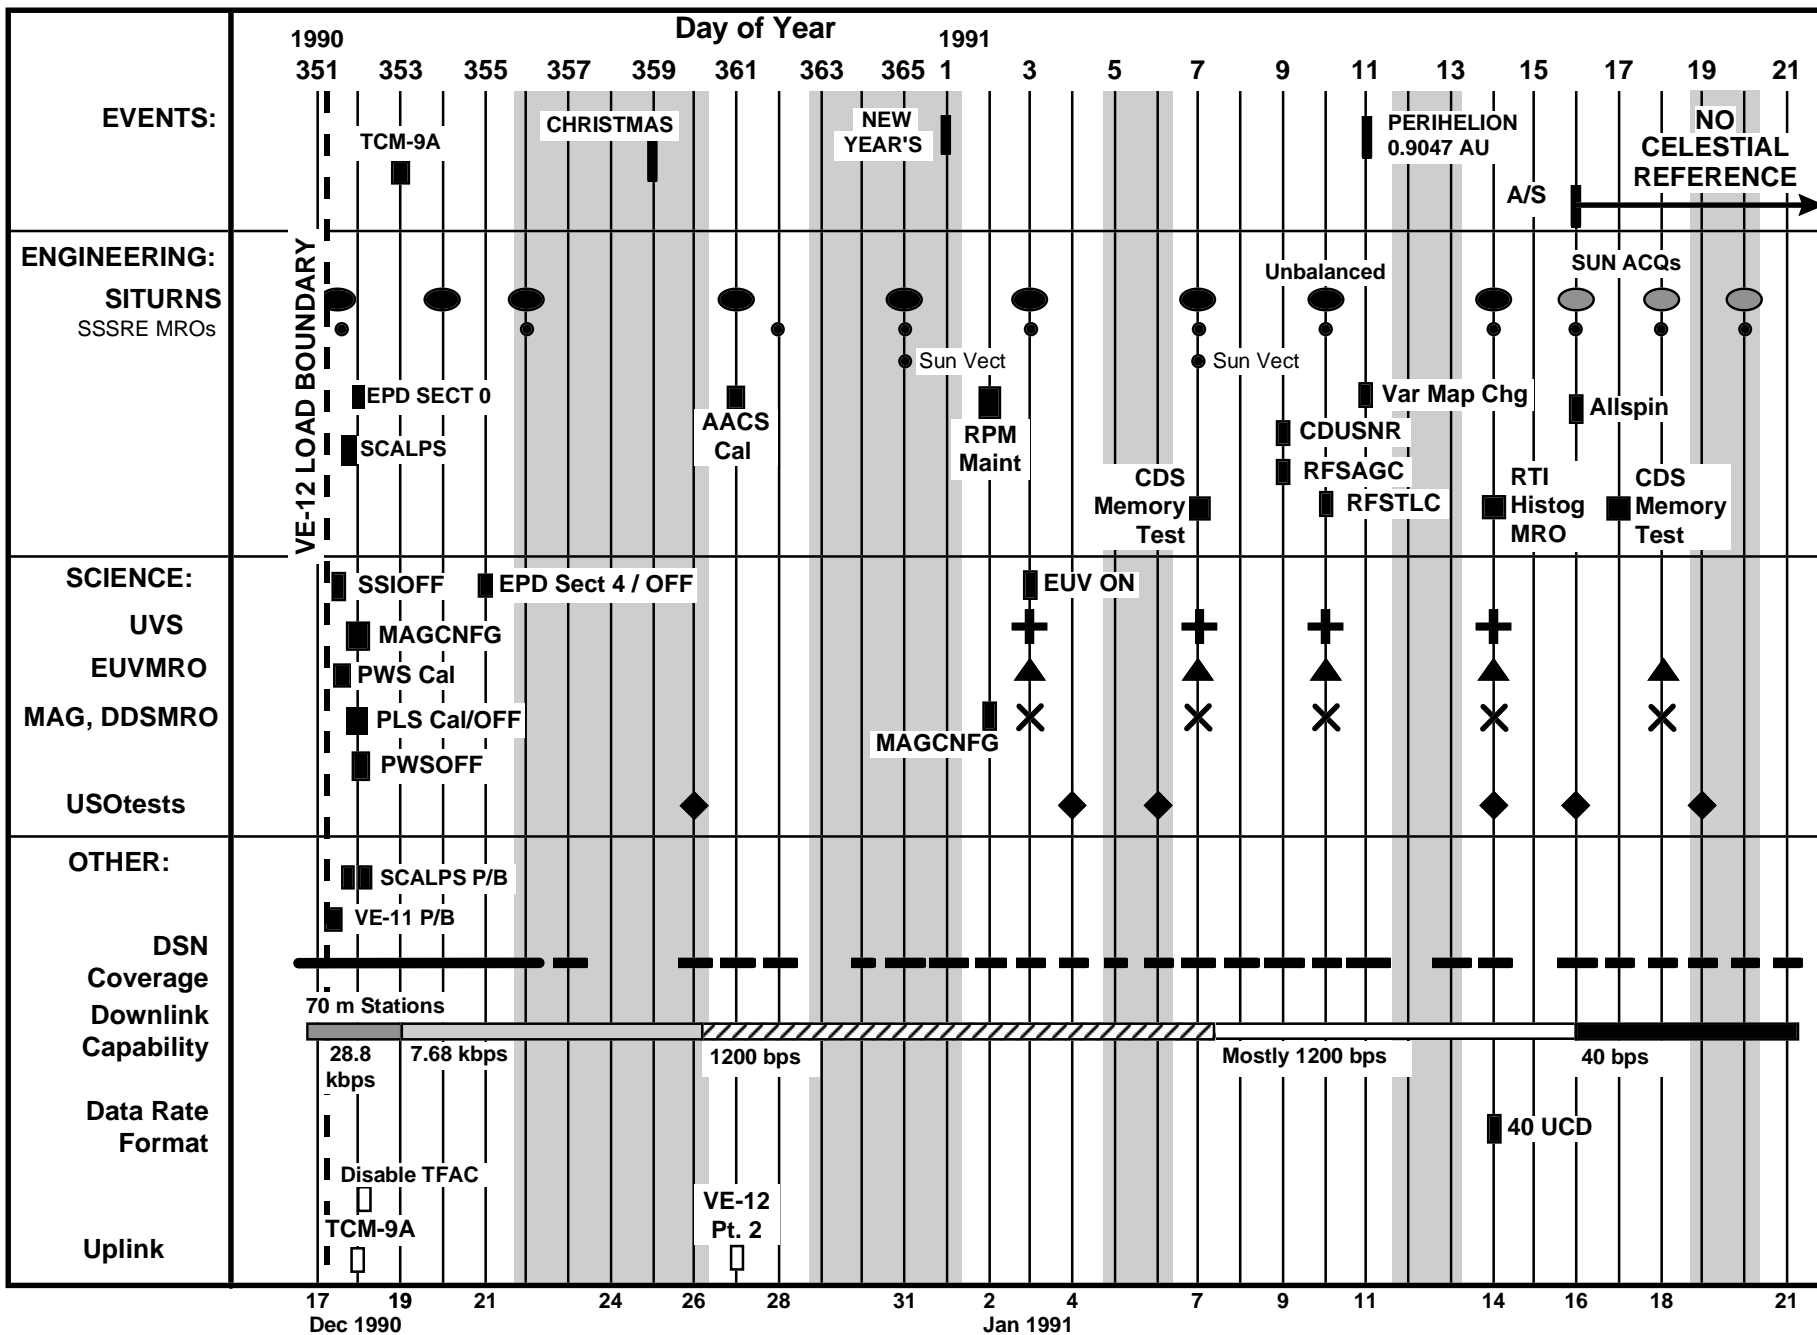 Day of Year
1990 1991
351 353 355 357 359 361 363 365 1 3 5 7 9 11 13 15 17 19 21
EVENTS:
TCM-9A
CHRISTMAS
NEW
YEAR'S
PERIHELION
0.9047 AU
A/S
NO
CELESTIAL
REFERENCE
VE-12 LOAD BOUNDARY
ENGINEERING:
SITURNS
Unbalanced
SUN ACQs
SSSRE MROs
Sun Vect
Sun Vect
EPD SECT 0
SCALPS
AACS
Cal
RPM
Maint
CDS
Memory
Test
Var Map Chg
CDUSNR
RFSAGC
RFSTLC
Allspin
RTI
Histog
MRO
CDS
Memory
Test
SCIENCE:
SSIOFF
EPD Sect 4 / OFF
EUV ON
UVS
MAGCNFG
EUVMRO
PWS Cal
MAG, DDSMRO
PLS Cal/OFF
MAGCNFG
PWSOFF
USOtests
OTHER:
SCALPS P/B
VE-11 P/B
DSN
Coverage
70 m Stations
Downlink
Capability
28.8
kbps
7.68 kbps
1200 bps
Mostly 1200 bps
40 bps
Data Rate
Format
40 UCD
Disable TFAC
TCM-9A
VE-12
Pt. 2
Uplink
17 19 21 24 26 28 31 2 4 7 9 11 14 16 18 21
Dec 1990 Jan 1991